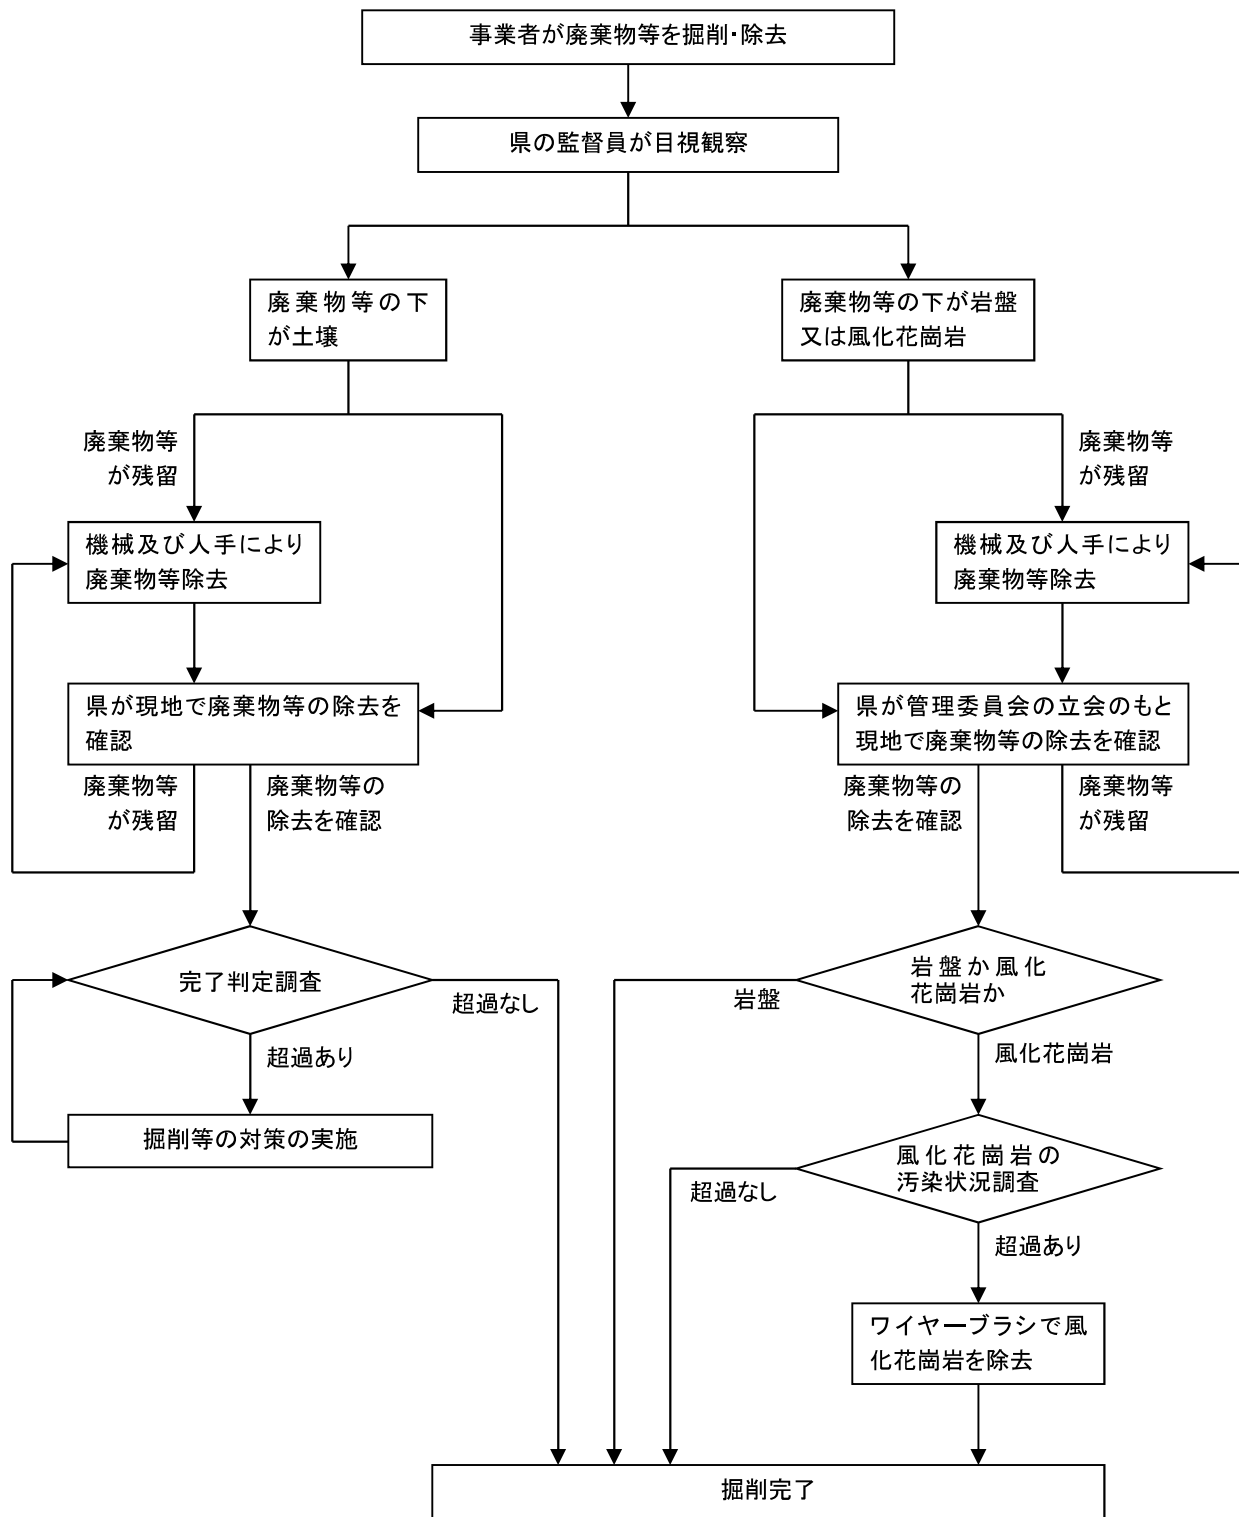 事業者が廃棄物等を掘削・除去
県の監督員が目視観察
廃棄物等の下
が土壌
廃棄物等の下が岩盤
又は風化花崗岩
廃棄物等
が残留
廃棄物等
が残留
機械及び人手により
廃棄物等除去
機械及び人手により
廃棄物等除去
県が現地で廃棄物等の除去を
確認
県が管理委員会の立会のもと
現地で廃棄物等の除去を確認
廃棄物等
が残留
廃棄物等の
除去を確認
廃棄物等の
除去を確認
廃棄物等
が残留
完了判定調査
超過なし
岩盤
岩盤か風化
花崗岩か
超過あり
風化花崗岩
掘削等の対策の実施
風化花崗岩の
汚染状況調査
超過なし
超過あり
ワイヤーブラシで風
化花崗岩を除去
掘削完了